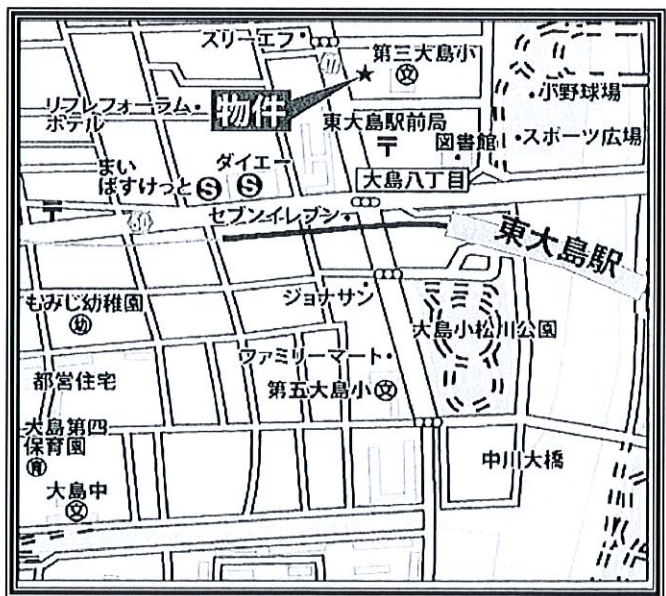 スリーエフ
第三大島小
文
リフレフォーラム
ホテル
物件
小野球場
東大島駅前局
〒
図書館
スポーツ広場
まい
ばすけっと
S
ダイエー
S
大島八丁目
〒
セブンイレブン
東大島駅
もみじ幼稚園
幼
ジョナサン
大島小松川公園
ファミリーマート
都営住宅
第五大島小
文
大島第四
保育園
育
中川大橋
大島中
文